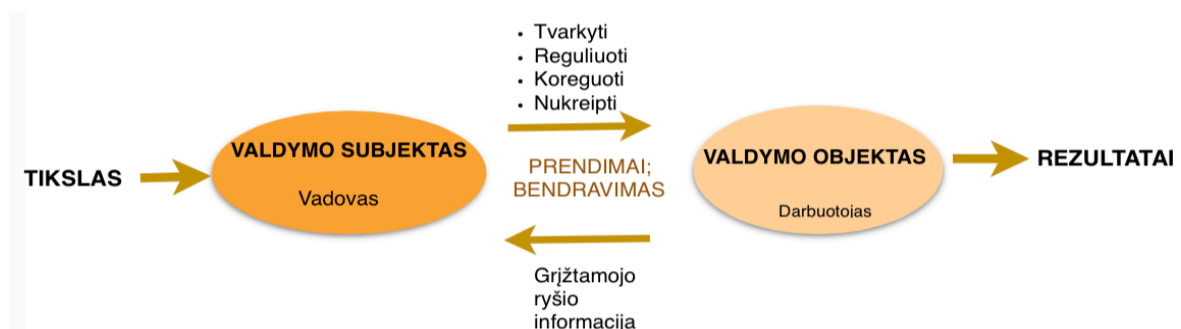 • Tvarkyti
• Reguliuoti
• Koreguoti
• Nukreipti
TIKSLAS
VALDYMO SUBJEKTAS
Vadovas
PRENDIMAI;
BENDRAVIMAS
VALDYMO OBJEKTAS
Darbuotojas
REZULTATAI
Grįžtamojo
ryšio
informacija